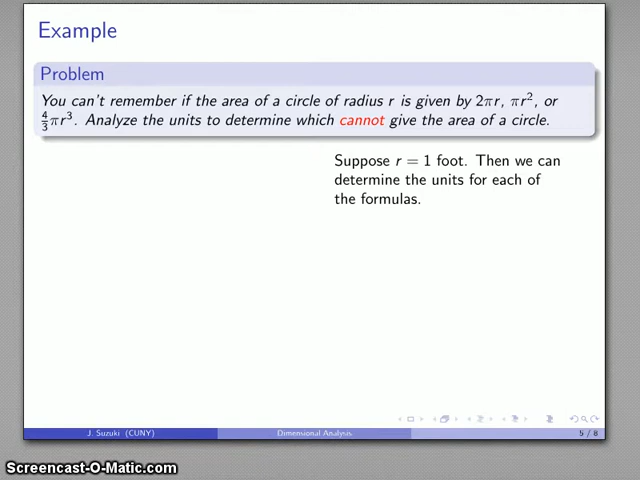 Example
Problem
You can't remember if the area of a circle of radius r is given by 2πr, πr², or
4/3 πr³. Analyze the units to determine which cannot give the area of a circle.
Suppose r = 1 foot. Then we can
determine the units for each of
the formulas.
J. Suzuki (CUNY) Dimensional Analysis 5 / 8
Screencast-O-Matic.com